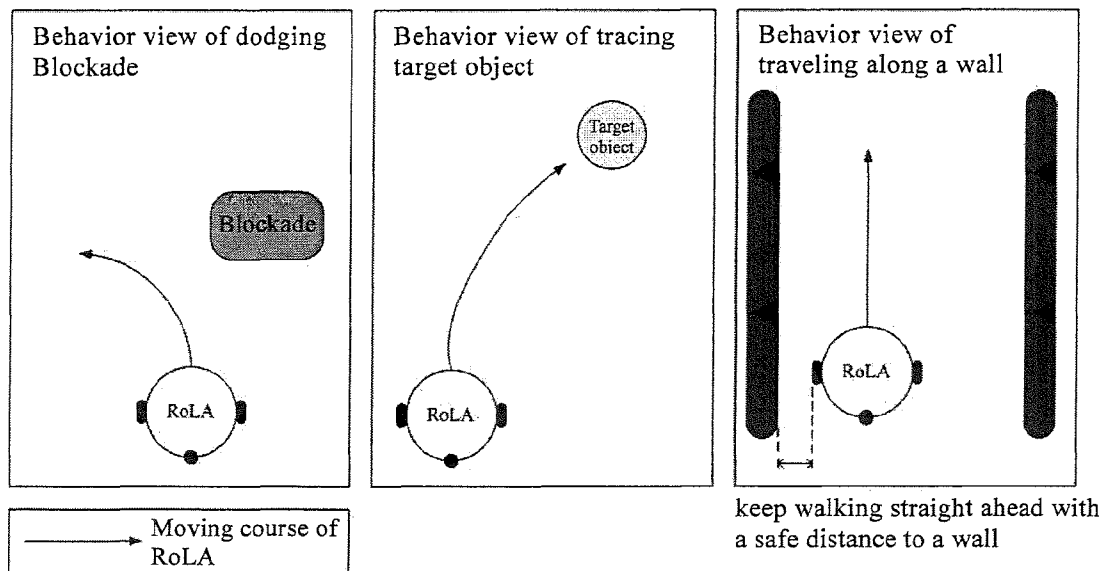 Behavior view of dodging
Blockade
Blockade
RoLA
Behavior view of tracing
target object
Target
object
RoLA
Behavior view of
traveling along a wall
RoLA
keep walking straight ahead with
a safe distance to a wall
Moving course of
RoLA